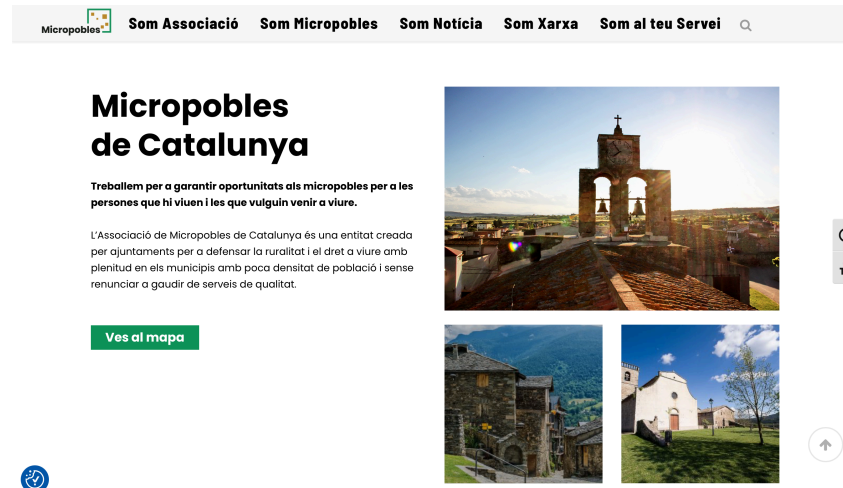 Micropobles
Som Associació
Som Micropobles
Som Notícia
Som Xarxa
Som al teu Servei
Micropobles
de Catalunya
Treballem per a garantir oportunitats als micropobles per a les
persones que hi viuen i les que vulguin venir a viure.
L'Associació de Micropobles de Catalunya és una entitat creada
per ajuntaments per a defensar la ruralitat i el dret a viure amb
plenitud en els municipis amb poca densitat de població i sense
renunciar a gaudir de serveis de qualitat.
Ves al mapa